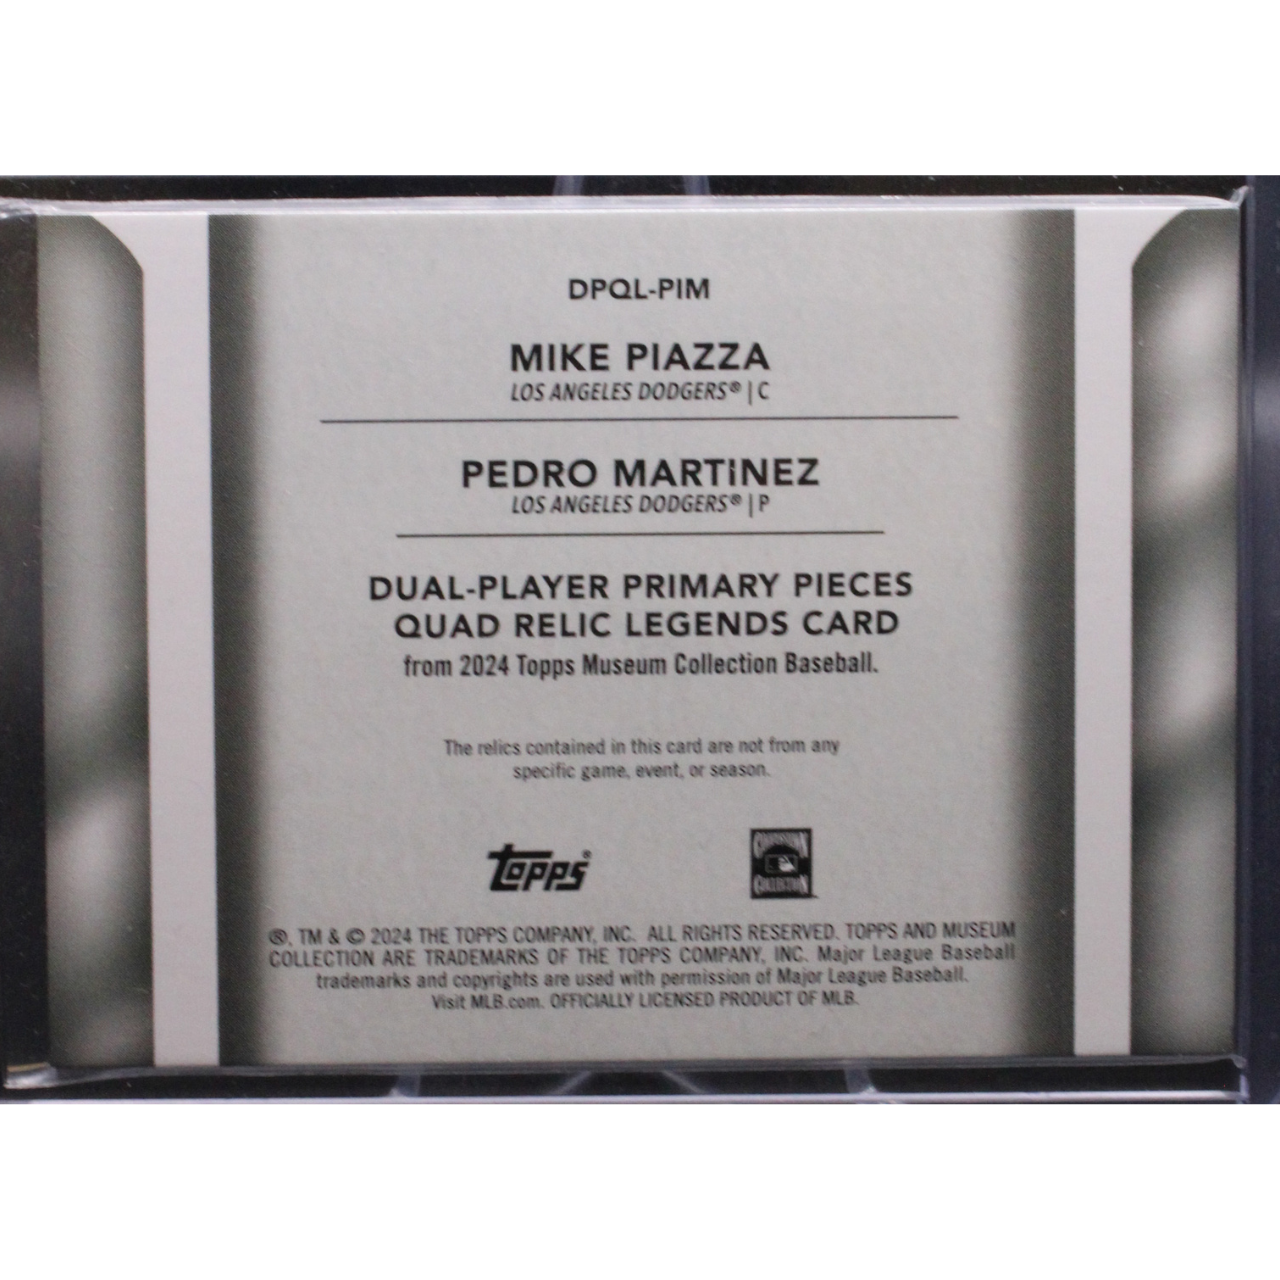 DPQL-PIM
MIKE PIAZZA
LOS ANGELES DODGERS® | C
PEDRO MARTíNEZ
LOS ANGELES DODGERS® | P
DUAL-PLAYER PRIMARY PIECES
QUAD RELIC LEGENDS CARD
from 2024 Topps Museum Collection Baseball.
The relics contained in this card are not from any
specific game, event, or season.
topps®
COOPERSTOWN
COLLECTION
®, TM & © 2024 THE TOPPS COMPANY, INC. ALL RIGHTS RESERVED. TOPPS AND MUSEUM
COLLECTION ARE TRADEMARKS OF THE TOPPS COMPANY, INC. Major League Baseball
trademarks and copyrights are used with permission of Major League Baseball.
Visit MLB.com. OFFICIALLY LICENSED PRODUCT OF MLB.